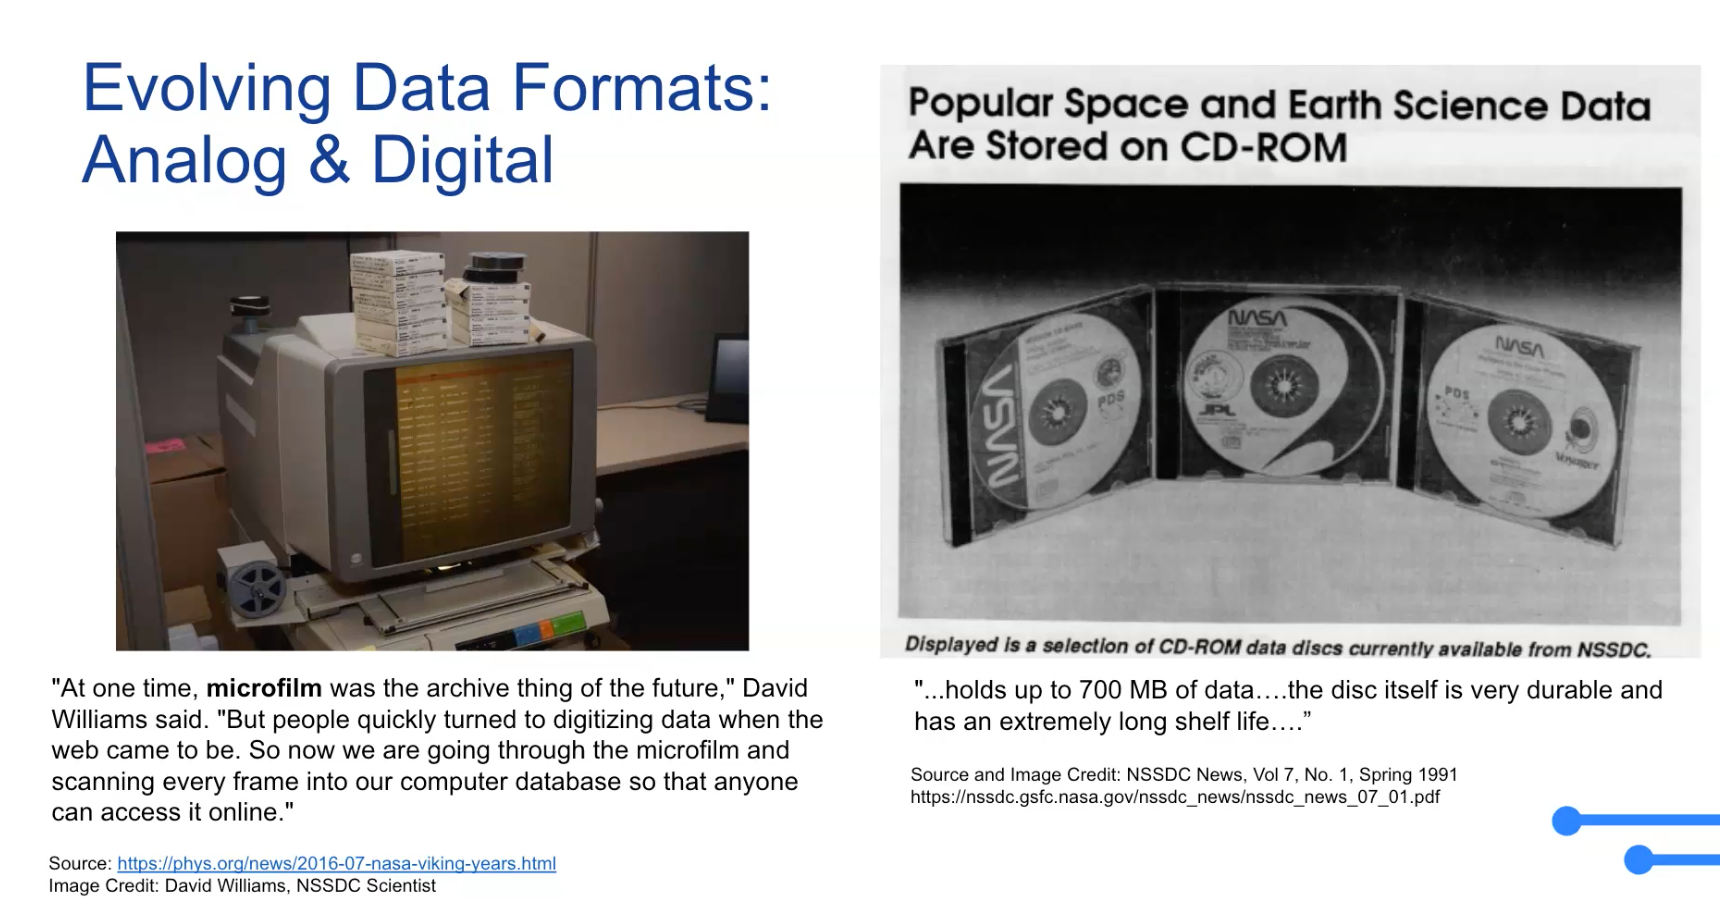 Evolving Data Formats:
Analog & Digital
"At one time, microfilm was the archive thing of the future," David
Williams said. "But people quickly turned to digitizing data when the
web came to be. So now we are going through the microfilm and
scanning every frame into our computer database so that anyone
can access it online."
Source: https://phys.org/news/2016-07-nasa-viking-years.html
Image Credit: David Williams, NSSDC Scientist
Popular Space and Earth Science Data
Are Stored on CD-ROM
NASA
PDS
NASA
JPL
NASA
PDS
Voyager
Displayed is a selection of CD-ROM data discs currently available from NSSDC.
"...holds up to 700 MB of data….the disc itself is very durable and
has an extremely long shelf life….”
Source and Image Credit: NSSDC News, Vol 7, No. 1, Spring 1991
https://nssdc.gsfc.nasa.gov/nssdc_news/nssdc_news_07_01.pdf